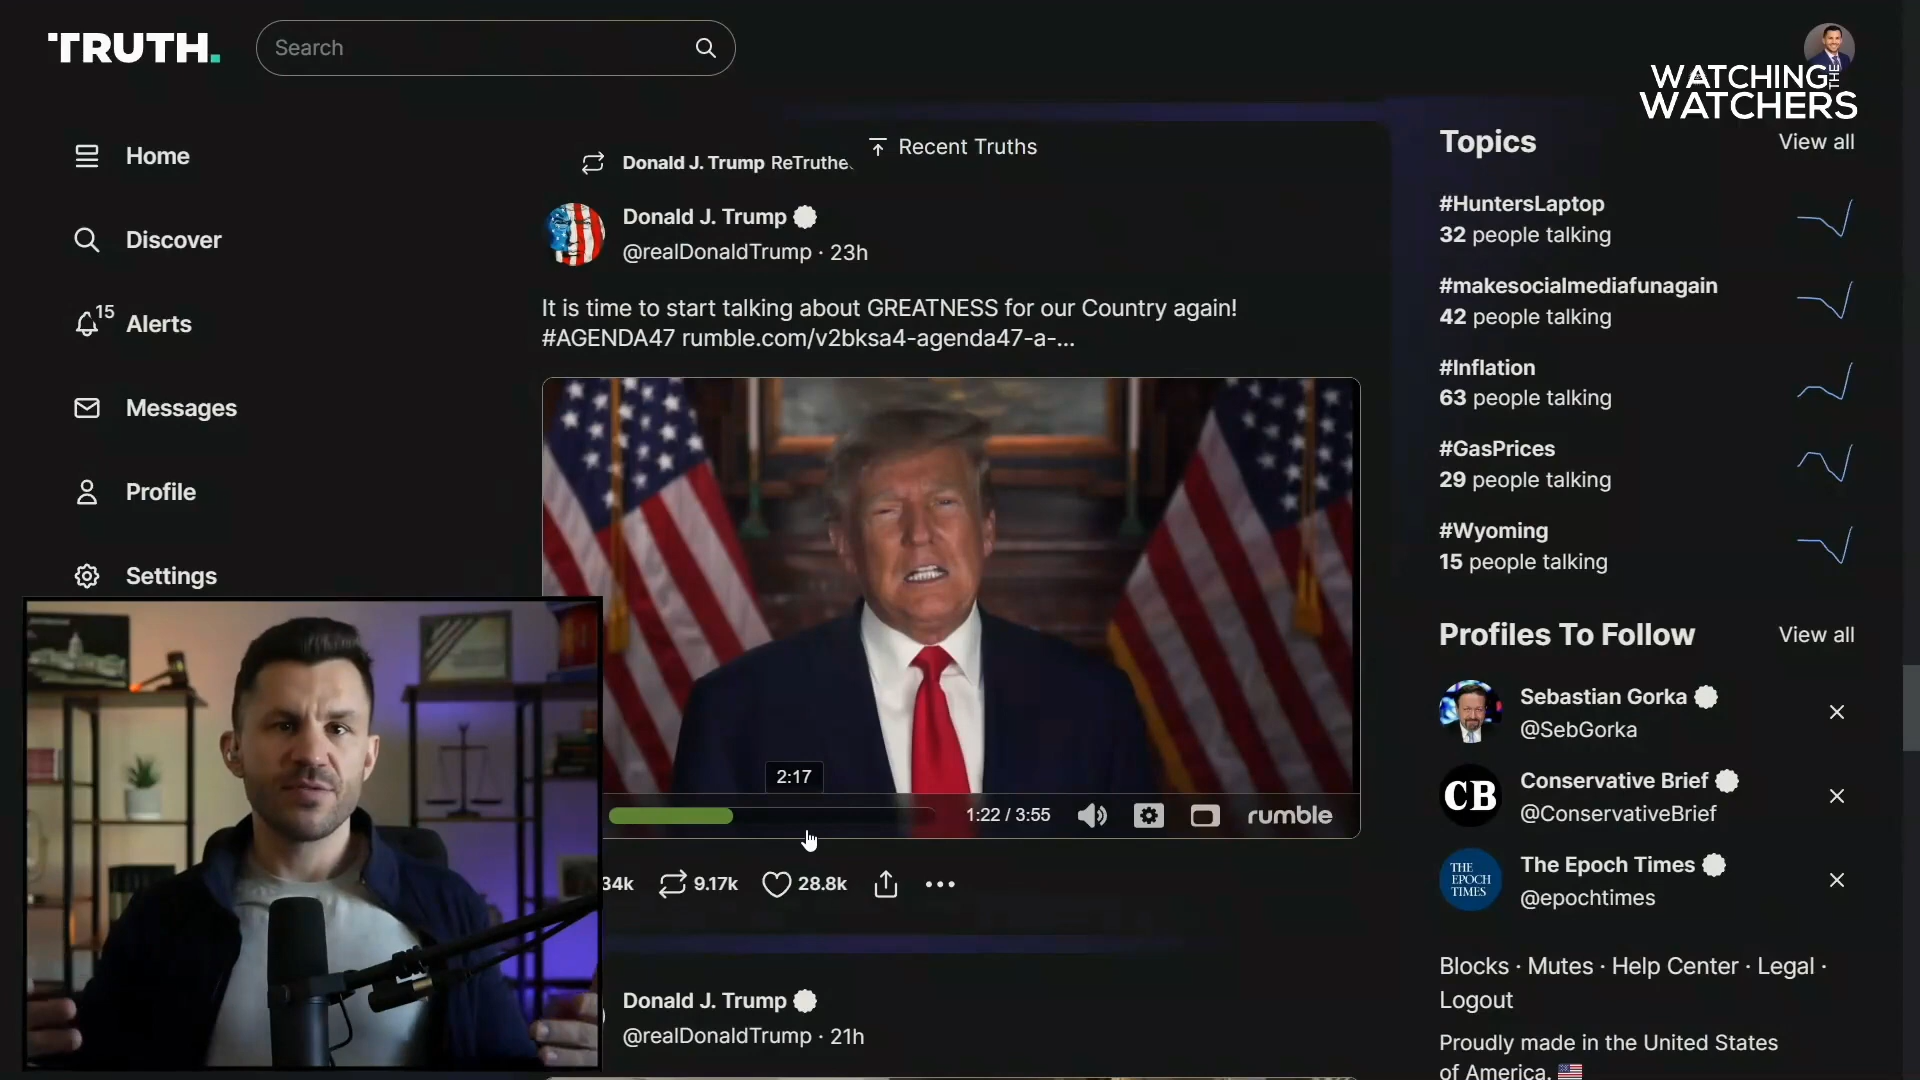 TRUTH.
Search
WATCHING THE
WATCHERS
Home
Discover
15
Alerts
Messages
Profile
Settings
Recent Truths
Donald J. Trump ReTruthe
Donald J. Trump
@realDonaldTrump · 23h
It is time to start talking about GREATNESS for our Country again!
#AGENDA47 rumble.com/v2bksa4-agenda47-a-...
2:17
1:22 / 3:55
rumble
34k
9.17k
28.8k
Donald J. Trump
@realDonaldTrump · 21h
Topics
View all
#HuntersLaptop
32 people talking
#makesocialmediafunagain
42 people talking
#Inflation
63 people talking
#GasPrices
29 people talking
#Wyoming
15 people talking
Profiles To Follow
View all
Sebastian Gorka
@SebGorka
CB
Conservative Brief
@ConservativeBrief
THE
EPOCH
TIMES
The Epoch Times
@epochtimes
Blocks · Mutes · Help Center · Legal ·
Logout
Proudly made in the United States
of America.